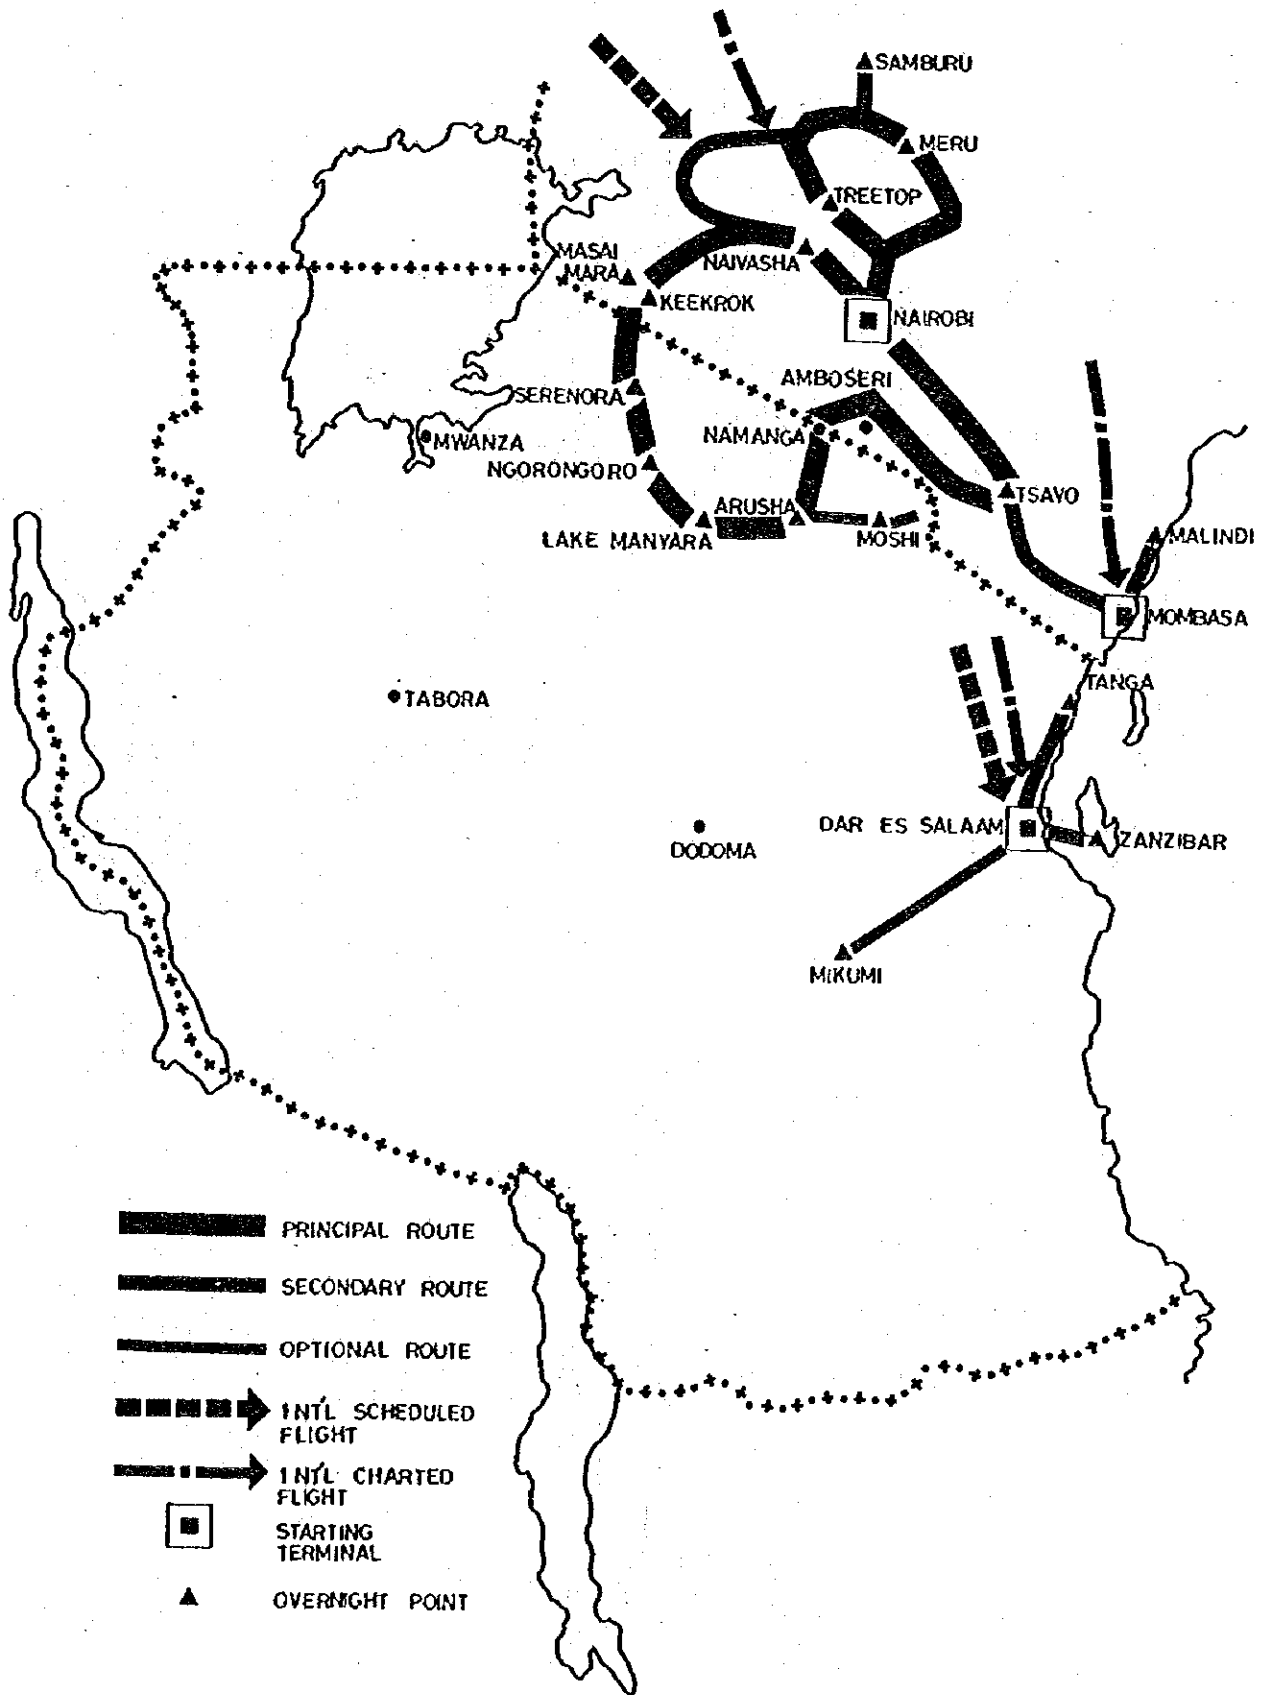 SAMBURU
MERU
TREETOP
MASAI
MARA
NAIVASHA
KEEKROK
NAIROBI
AMBOSERI
SERENORA
NAMANGA
MWANZA
NGORONGORO
TSAVO
ARUSHA
LAKE MANYARA
MOSHI
MALINDI
MOMBASA
TANGA
TABORA
DAR ES SALAAM
ZANZIBAR
DODOMA
MIKUMI
PRINCIPAL ROUTE
SECONDARY ROUTE
OPTIONAL ROUTE
INT'L SCHEDULED
FLIGHT
INT'L CHARTED
FLIGHT
STARTING
TERMINAL
OVERNIGHT POINT